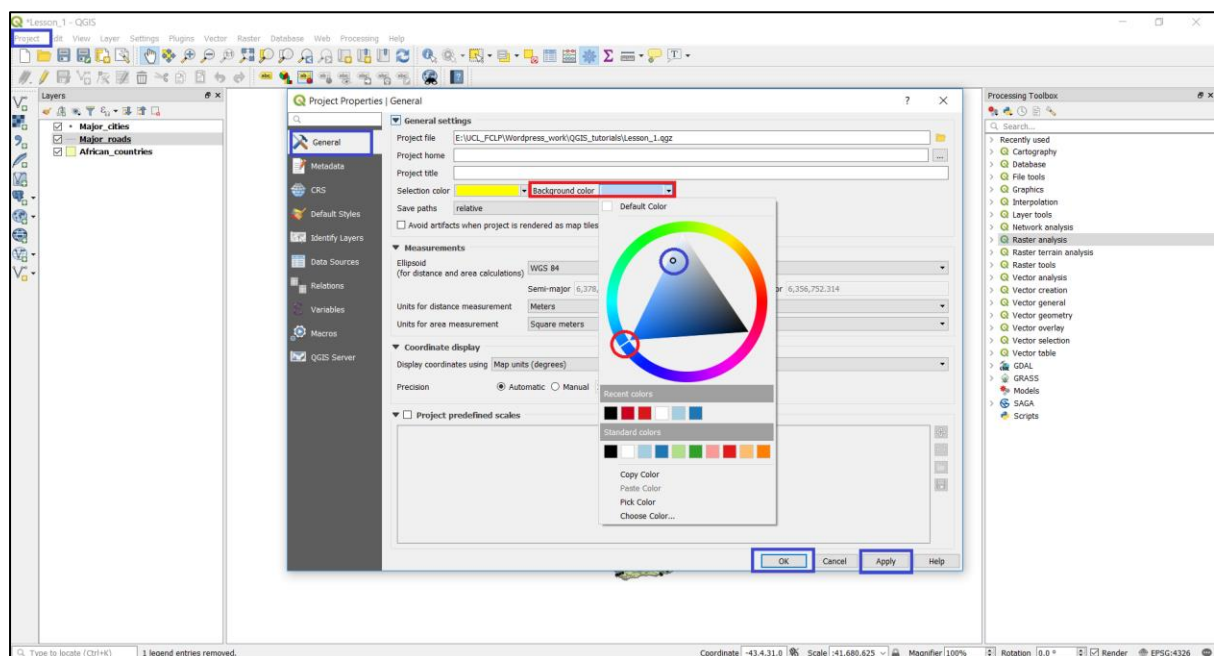 *Lesson_1 - QGIS
Project Edit View Layer Settings Plugins Vector Raster Database Web Processing Help
Layers
Major_cities
Major_roads
African_countries
Project Properties | General
General
Metadata
CRS
Default Styles
Identify Layers
Data Sources
Relations
Variables
Macros
QGIS Server
General settings
Project file E:\UCL_FCLP\Wordpress_work\QGIS_tutorials\Lesson_1.qgz
Project home
Project title
Selection color Background color
Save paths relative
Avoid artifacts when project is rendered as map tiles
Measurements
Ellipsoid
(for distance and area calculations) WGS 84
Semi-major 6,378, 6,356,752.314
Units for distance measurement Meters
Units for area measurement Square meters
Coordinate display
Display coordinates using Map units (degrees)
Precision Automatic Manual
Project predefined scales
Default Color
Recent colors
Standard colors
Copy Color
Paste Color
Pick Color
Choose Color...
OK Cancel Apply Help
Processing Toolbox
Search...
Recently used
Cartography
Database
File tools
Graphics
Interpolation
Layer tools
Network analysis
Raster analysis
Raster terrain analysis
Raster tools
Vector analysis
Vector creation
Vector general
Vector geometry
Vector overlay
Vector selection
Vector table
GDAL
GRASS
Models
SAGA
Scripts
Type to locate (Ctrl+K) 1 legend entries removed. Coordinate -43.4,31.0 Scale :41,680,625 Magnifier 100% Rotation 0.0 ° Render EPSG:4326